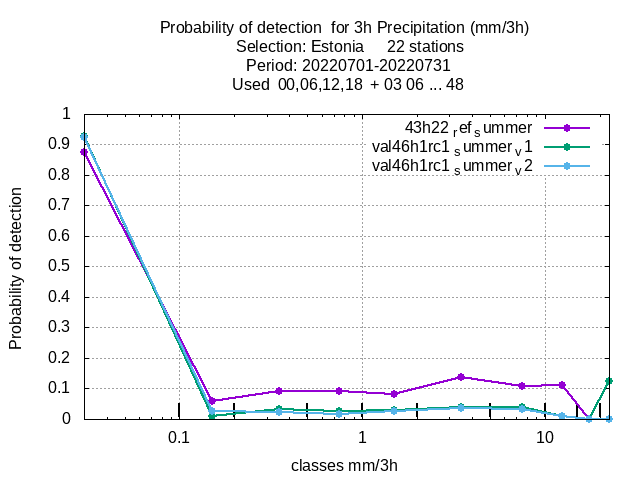 Probability of detection  for 3h Precipitation (mm/3h)
Selection: Estonia     22 stations
Period: 20220701-20220731
Used  00,06,12,18  + 03 06 ... 48
43h22 ref summer
val46h1rc1 summer v1
val46h1rc1 summer v2
Probability of detection
1
0.9
0.8
0.7
0.6
0.5
0.4
0.3
0.2
0.1
0
0.1
1
10
classes mm/3h